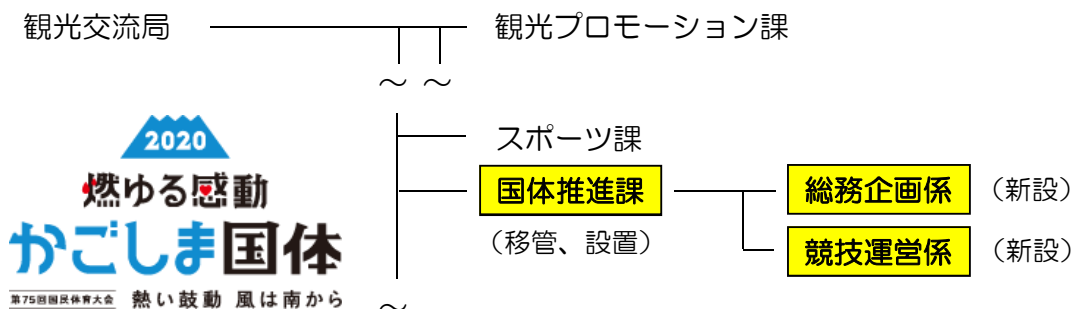 観光交流局 観光プロモーション課
～ ～
スポーツ課
2020
燃ゆる感動
かごしま国体
第75回国民体育大会 熱い鼓動 風は南から
国体推進課 総務企画係 （新設）
（移管、設置） 競技運営係 （新設）
～